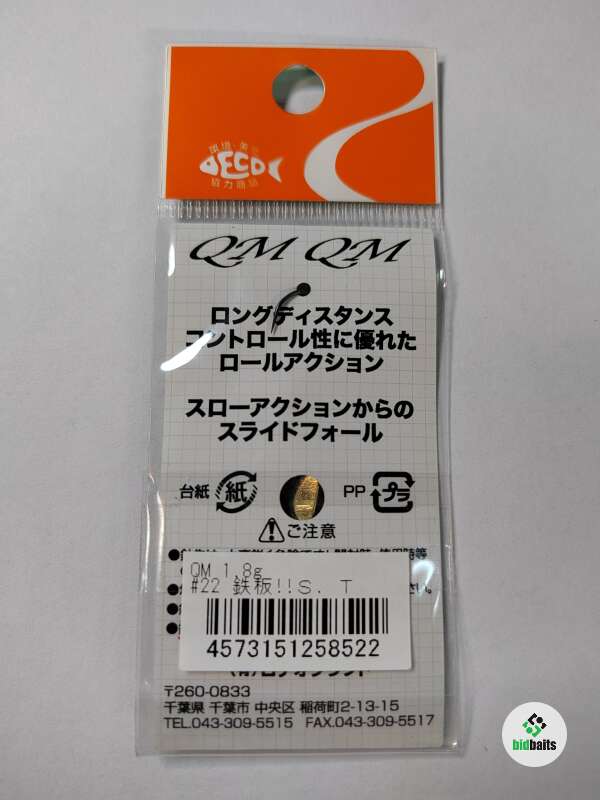 環境・美化
ECO
協力商品
QM QM
ロングディスタンス
コントロール性に優れた
ロールアクション
スローアクションからの
スライドフォール
台紙 紙 PP プラ
ご注意
QM 1.8g
#22 鉄板!!S. T
4573151258522
〒260-0833
千葉県 千葉市 中央区 稲荷町2-13-15
TEL.043-309-5515 FAX.043-309-5517
bidbaits